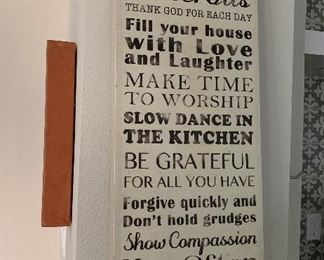 THANK GOD FOR EACH DAY
Fill your house
with Love
and Laughter
MAKE TIME
TO WORSHIP
SLOW DANCE IN
THE KITCHEN
BE GRATEFUL
FOR ALL YOU HAVE
Forgive quickly and
Don't hold grudges
Show Compassion